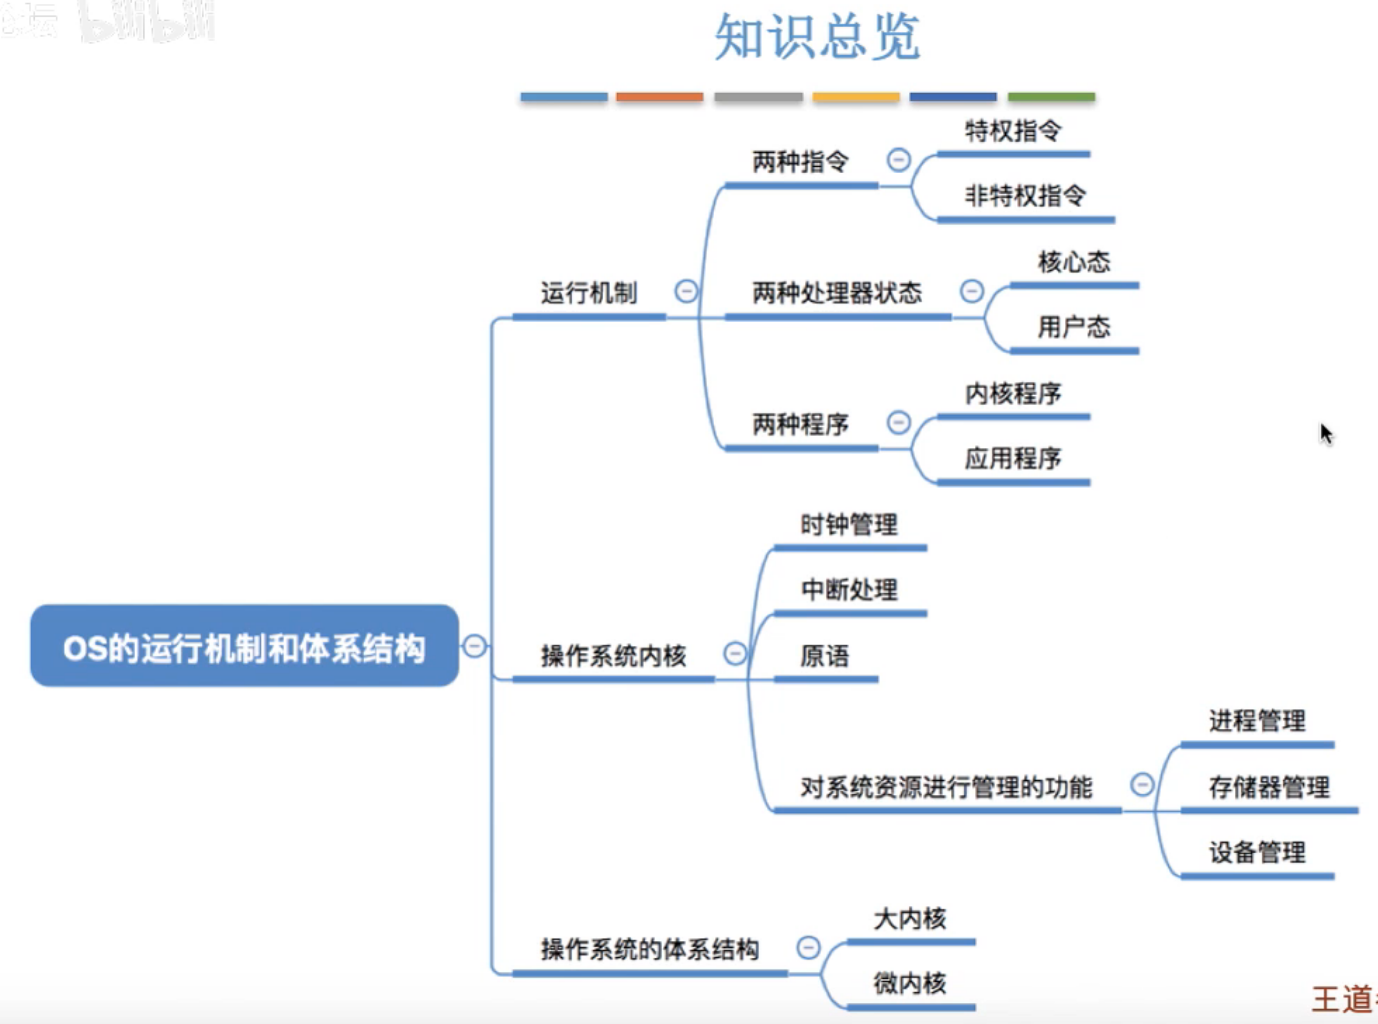 论坛 bilibili
知识总览
特权指令
两种指令
非特权指令
核心态
运行机制
两种处理器状态
用户态
内核程序
两种程序
应用程序
时钟管理
中断处理
OS的运行机制和体系结构
操作系统内核
原语
进程管理
对系统资源进行管理的功能
存储器管理
设备管理
大内核
操作系统的体系结构
微内核
王道